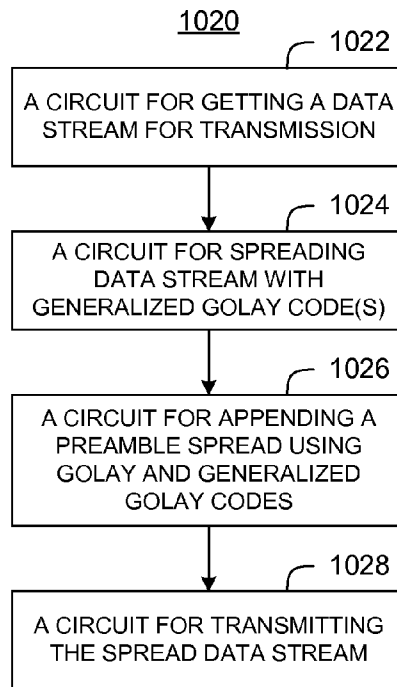 1020
1022
A CIRCUIT FOR GETTING A DATA
STREAM FOR TRANSMISSION
1024
A CIRCUIT FOR SPREADING
DATA STREAM WITH
GENERALIZED GOLAY CODE(S)
1026
A CIRCUIT FOR APPENDING A
PREAMBLE SPREAD USING
GOLAY AND GENERALIZED
GOLAY CODES
1028
A CIRCUIT FOR TRANSMITTING
THE SPREAD DATA STREAM